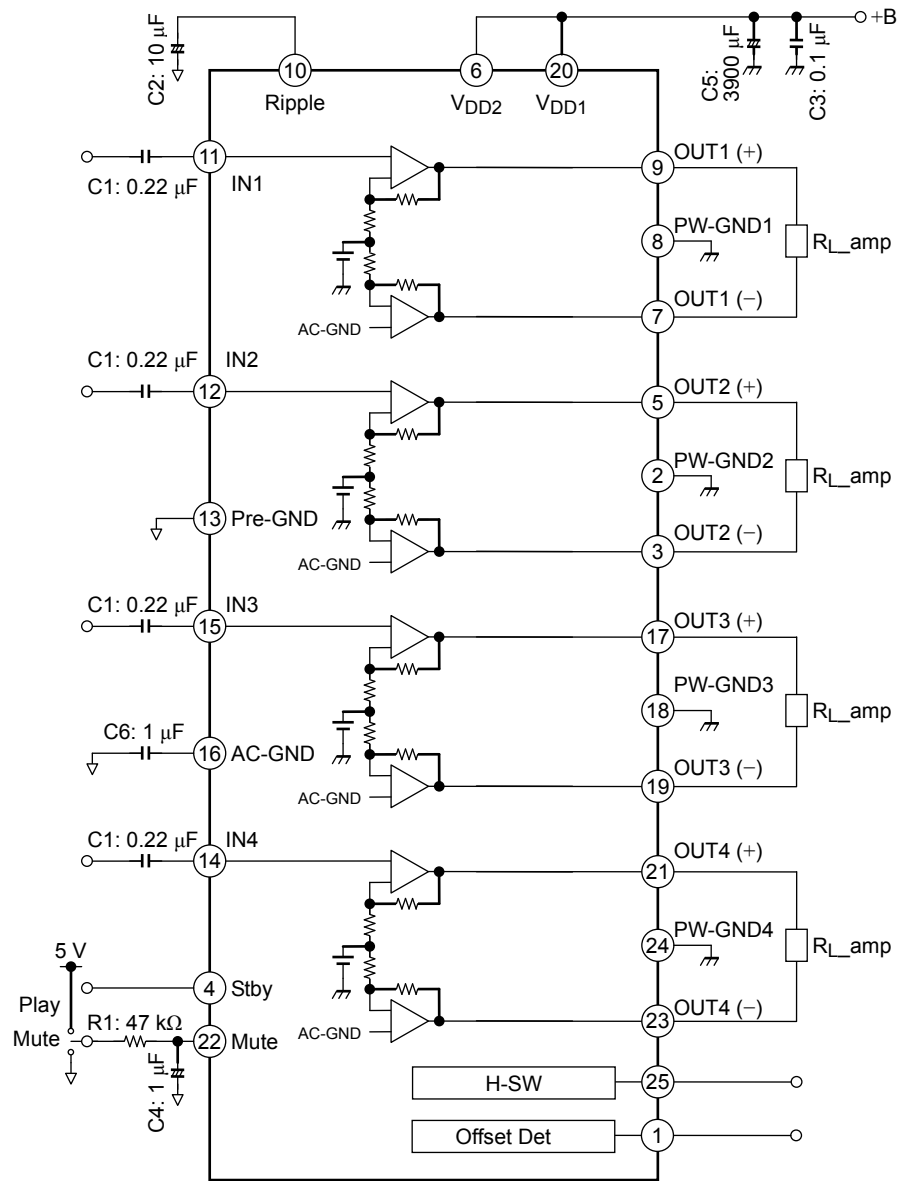 C2: 10 μF
10
Ripple
6
VDD2
20
VDD1
C5:
3900 μF
C3: 0.1 μF
+B
11
IN1
C1: 0.22 μF
9
OUT1 (+)
8
PW-GND1
RL_amp
7
OUT1 (−)
AC-GND
C1: 0.22 μF
IN2
12
5
OUT2 (+)
2
PW-GND2
RL_amp
13
Pre-GND
3
OUT2 (−)
AC-GND
C1: 0.22 μF
IN3
15
17
OUT3 (+)
18
PW-GND3
RL_amp
C6: 1 μF
16
AC-GND
19
OUT3 (−)
AC-GND
C1: 0.22 μF
IN4
14
21
OUT4 (+)
24
PW-GND4
RL_amp
5 V
4
Stby
Play
Mute
R1: 47 kΩ
22
Mute
C4: 1 μF
23
OUT4 (−)
AC-GND
H-SW
25
Offset Det
1